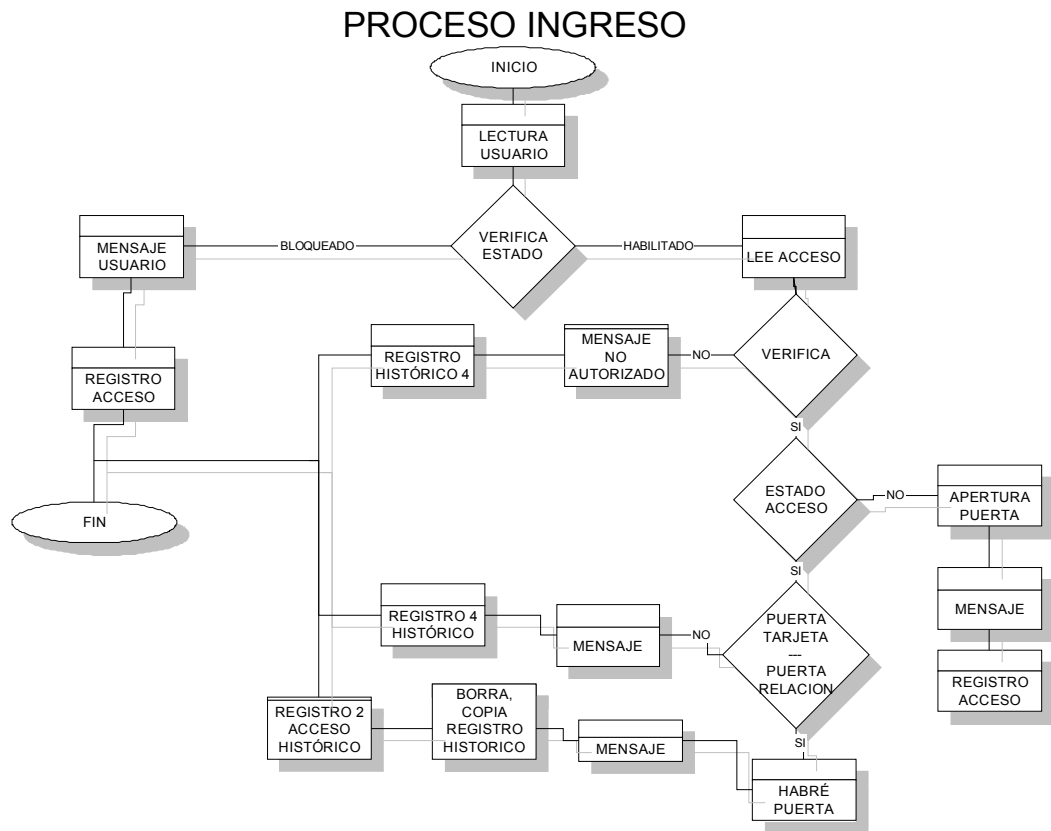 PROCESO INGRESO
INICIO
LECTURA
USUARIO
VERIFICA
ESTADO
BLOQUEADO
HABILITADO
MENSAJE
USUARIO
LEE ACCESO
REGISTRO
ACCESO
REGISTRO
HISTÓRICO 4
MENSAJE
NO
AUTORIZADO
NO
VERIFICA
SI
FIN
ESTADO
ACCESO
NO
APERTURA
PUERTA
SI
MENSAJE
REGISTRO
ACCESO
REGISTRO 4
HISTÓRICO
MENSAJE
NO
PUERTA
TARJETA
---
PUERTA
RELACION
SI
REGISTRO 2
ACCESO
HISTÓRICO
BORRA,
COPIA
REGISTRO
HISTORICO
MENSAJE
HABRÉ
PUERTA